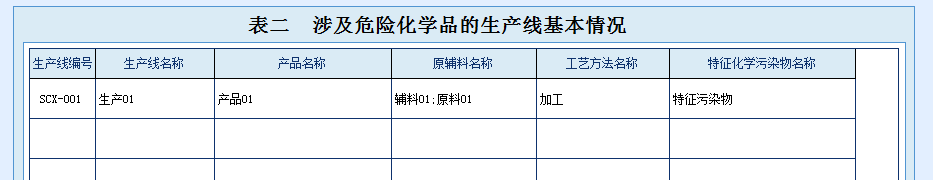 表二 涉及危险化学品的生产线基本情况
生产线编号 生产线名称 产品名称 原辅料名称 工艺方法名称 特征化学污染物名称
SCX-001 生产01 产品01 辅料01;原料01 加工 特征污染物